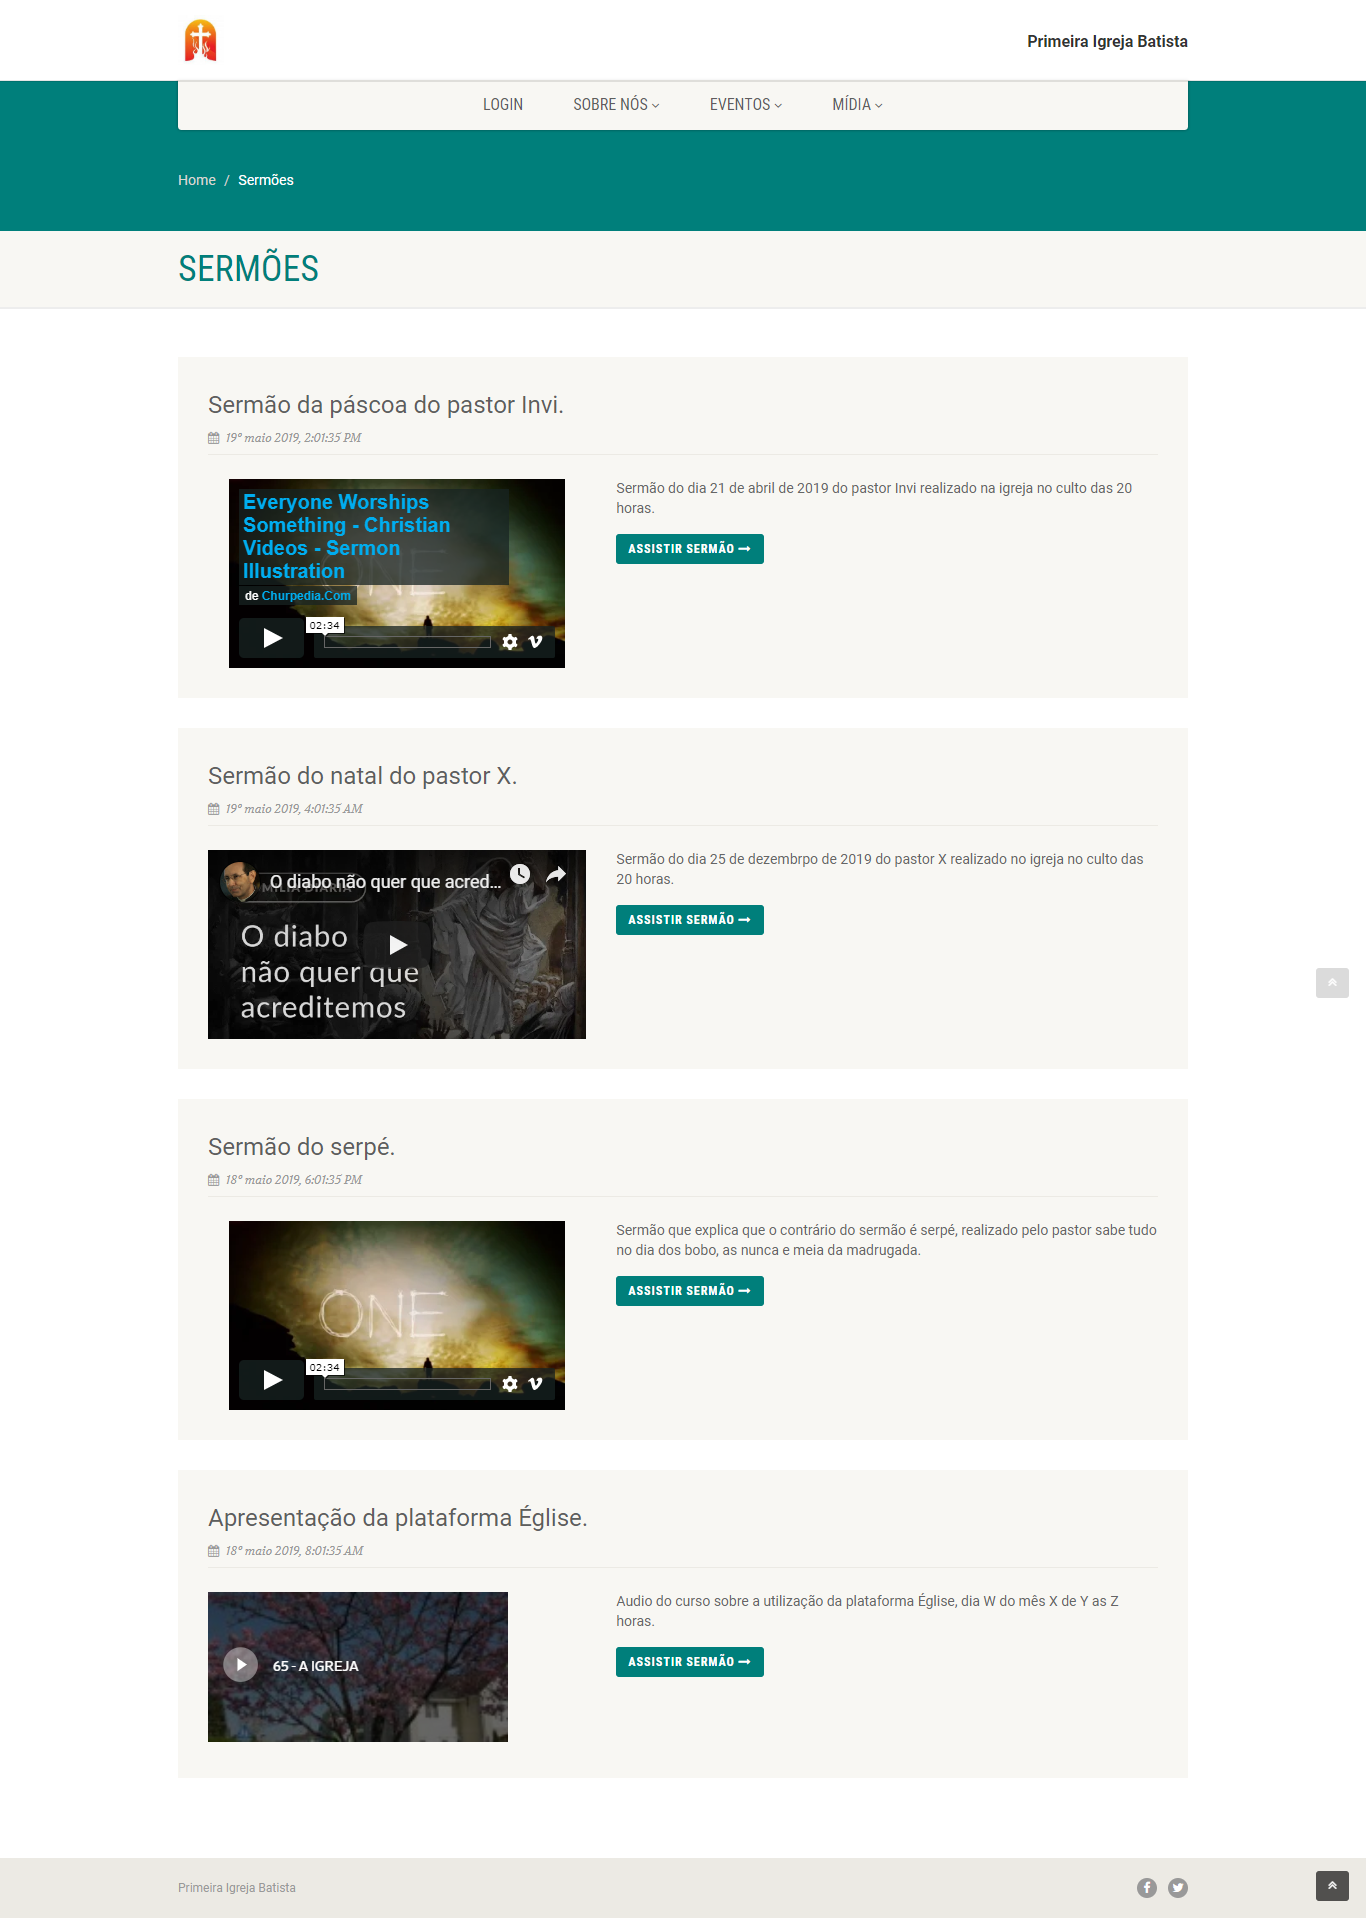 Primeira Igreja Batista
LOGIN
SOBRE NÓS
EVENTOS
MÍDIA
Home / Sermões
SERMÕES
Sermão da páscoa do pastor Invi.
19º maio 2019, 2:01:35 PM
Everyone Worships
Something - Christian
Videos - Sermon
Illustration
de Churpedia.Com
02:34
Sermão do dia 21 de abril de 2019 do pastor Invi realizado na igreja no culto das 20
horas.
ASSISTIR SERMÃO
Sermão do natal do pastor X.
19º maio 2019, 4:01:35 AM
O diabo não quer que acred...
O diabo
não quer que
acreditemos
Sermão do dia 25 de dezembrpo de 2019 do pastor X realizado no igreja no culto das
20 horas.
ASSISTIR SERMÃO
Sermão do serpé.
18º maio 2019, 6:01:35 PM
ONE
02:34
Sermão que explica que o contrário do sermão é serpé, realizado pelo pastor sabe tudo
no dia dos bobo, as nunca e meia da madrugada.
ASSISTIR SERMÃO
Apresentação da plataforma Église.
18º maio 2019, 8:01:35 AM
65 - A IGREJA
Audio do curso sobre a utilização da plataforma Église, dia W do mês X de Y as Z
horas.
ASSISTIR SERMÃO
Primeira Igreja Batista